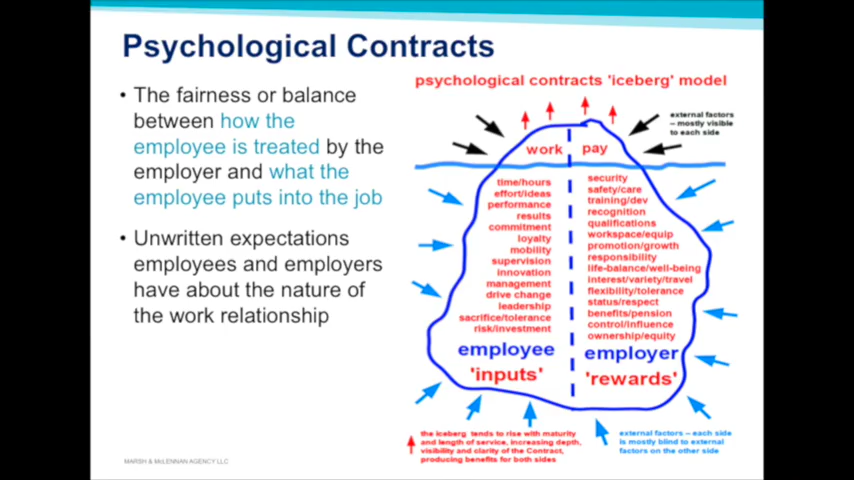 Psychological Contracts
• The fairness or balance
between how the
employee is treated by the
employer and what the
employee puts into the job
• Unwritten expectations
employees and employers
have about the nature of
the work relationship
psychological contracts 'iceberg' model
external factors
– mostly visible
to each side
work
pay
time/hours
effort/ideas
performance
results
commitment
loyalty
mobility
supervision
innovation
management
drive change
leadership
sacrifice/tolerance
risk/investment
employee
'inputs'
security
safety/care
training/dev
recognition
qualifications
workspace/equip
promotion/growth
responsibility
life-balance/well-being
interest/variety/travel
flexibility/tolerance
status/respect
benefits/pension
control/influence
ownership/equity
employer
'rewards'
the iceberg tends to rise with maturity
and length of service, increasing depth,
visibility and clarity of the Contract,
producing benefits for both sides
external factors – each side
is mostly blind to external
factors on the other side
MARSH & McLENNAN AGENCY LLC